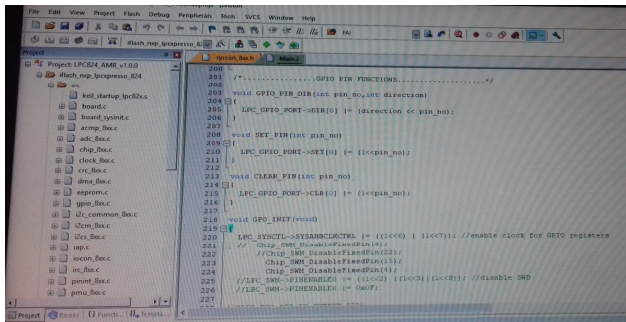 File Edit View Project Flash Debug Peripherals Tools SVCS Window Help
iflash_nxp_lpcxpresso_8
Project
Project: LPC824_AMR_v1.0.0
iflash_nxp_lpcxpresso_824
src
keil_startup_lpc82x.s
board.c
board_sysinit.c
acmp_8xx.c
adc_8xx.c
chip_8xx.c
clock_8xx.c
crc_8xx.c
dma_8xx.c
eeprom.c
gpio_8xx.c
i2c_common_8xx.c
i2cm_8xx.c
i2cs_8xx.c
iap.c
iocon_8xx.c
irc_8xx.c
pinint_8xx.c
pmu_8xx.c
Project Books {} Functi... Templa...
syscon_8xx.h Main.c
200
201 /*..................GPIO PIN FUNCTIONS.....................*/
202
203 void GPIO_PIN_DIR(int pin_no,int direction)
204 {
205 LPC_GPIO_PORT->DIR[0] |= (direction << pin_no);
206 }
207
208 void SET_PIN(int pin_no)
209 {
210 LPC_GPIO_PORT->SET[0] |= (1<<pin_no);
211 }
212
213 void CLEAR_PIN(int pin_no)
214 {
215 LPC_GPIO_PORT->CLR[0] |= (1<<pin_no);
216 }
217
218 void GPO_INIT(void)
219 {
220 LPC_SYSCTL->SYSAHBCLKCTRL |= ((1<<6) | (1<<7)); //enable clock for GPIO registers
221 // Chip_SWM_DisableFixedPin(4);
222 //Chip_SWM_DisableFixedPin(22);
223 Chip_SWM_DisableFixedPin(15);
224 Chip_SWM_DisableFixedPin(4);
225 //LPC_SWM->PINENABLE0 |= ((1<<2) |(1<<3)|(1<<8)); //disable SWD
226 //LPC_SWM->PINENABLE0 |= 0x0F;
227